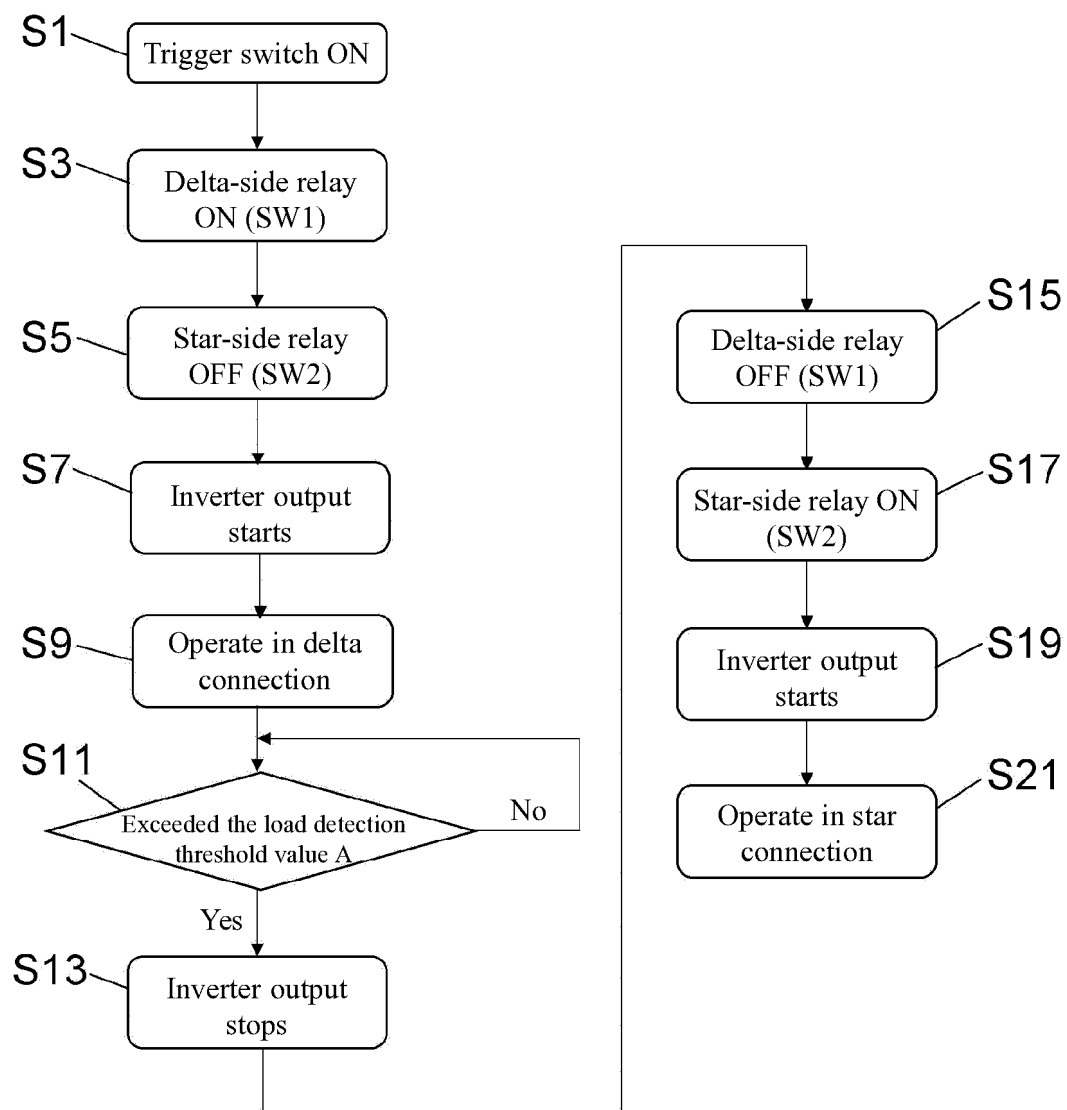 S1
Trigger switch ON
S3
Delta-side relay
ON (SW1)
S5
Star-side relay
OFF (SW2)
S7
Inverter output
starts
S9
Operate in delta
connection
S11
Exceeded the load detection
threshold value A
No
Yes
S13
Inverter output
stops
S15
Delta-side relay
OFF (SW1)
S17
Star-side relay ON
(SW2)
S19
Inverter output
starts
S21
Operate in star
connection